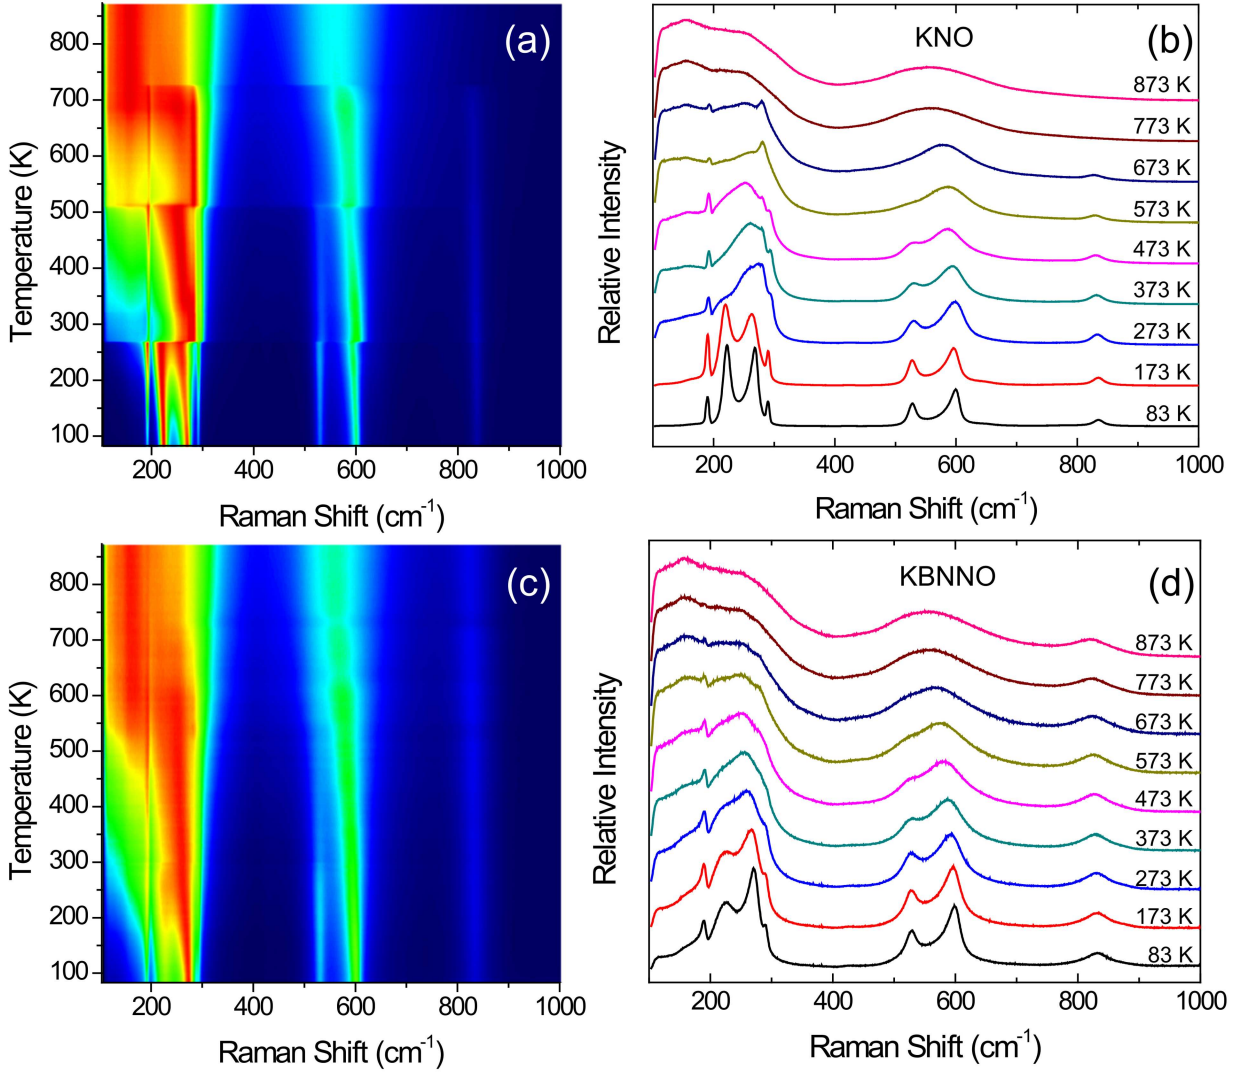 (a)
800
700
600
500
400
300
200
100
Temperature (K)
200 400 600 800 1000
Raman Shift (cm⁻¹)
(b)
KNO
873 K
773 K
673 K
573 K
473 K
373 K
273 K
173 K
83 K
Relative Intensity
200 400 600 800 1000
Raman Shift (cm⁻¹)
(c)
800
700
600
500
400
300
200
100
Temperature (K)
200 400 600 800 1000
Raman Shift (cm⁻¹)
(d)
KBNNO
873 K
773 K
673 K
573 K
473 K
373 K
273 K
173 K
83 K
Relative Intensity
200 400 600 800 1000
Raman Shift (cm⁻¹)